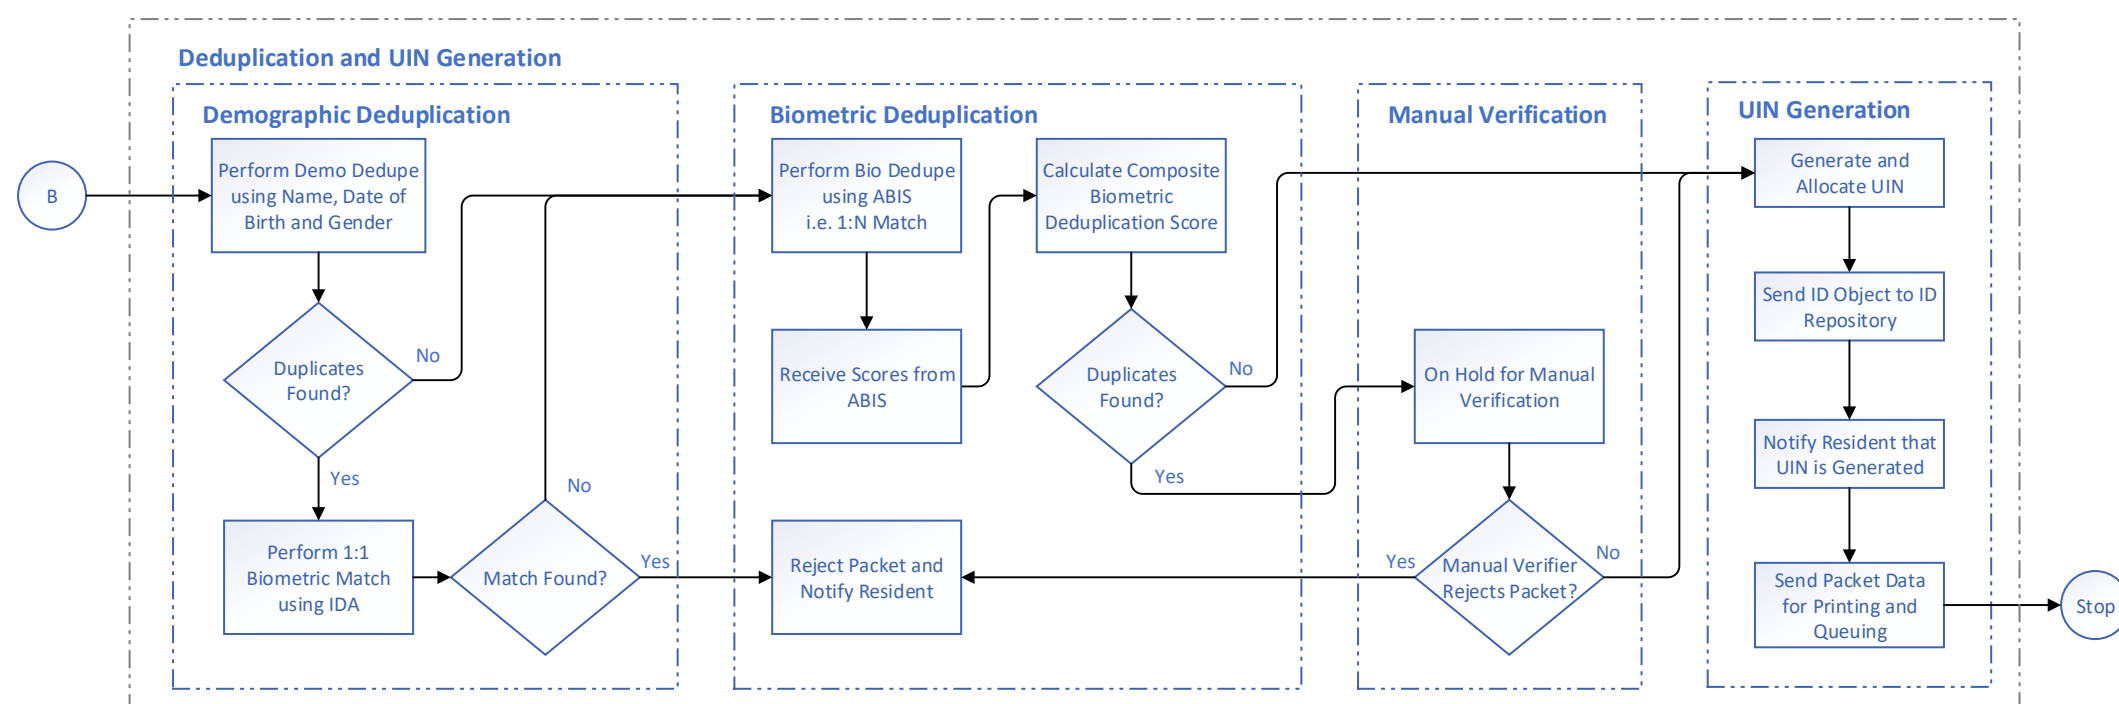 Deduplication and UIN Generation
Demographic Deduplication
B
Perform Demo Dedupe
using Name, Date of
Birth and Gender
Duplicates
Found?
No
Yes
Perform 1:1
Biometric Match
using IDA
Match Found?
No
Yes
Biometric Deduplication
Perform Bio Dedupe
using ABIS
i.e. 1:N Match
Receive Scores from
ABIS
Calculate Composite
Biometric
Deduplication Score
Duplicates
Found?
No
Yes
Reject Packet and
Notify Resident
Manual Verification
On Hold for Manual
Verification
Manual Verifier
Rejects Packet?
Yes
No
UIN Generation
Generate and
Allocate UIN
Send ID Object to ID
Repository
Notify Resident that
UIN is Generated
Send Packet Data
for Printing and
Queuing
Stop